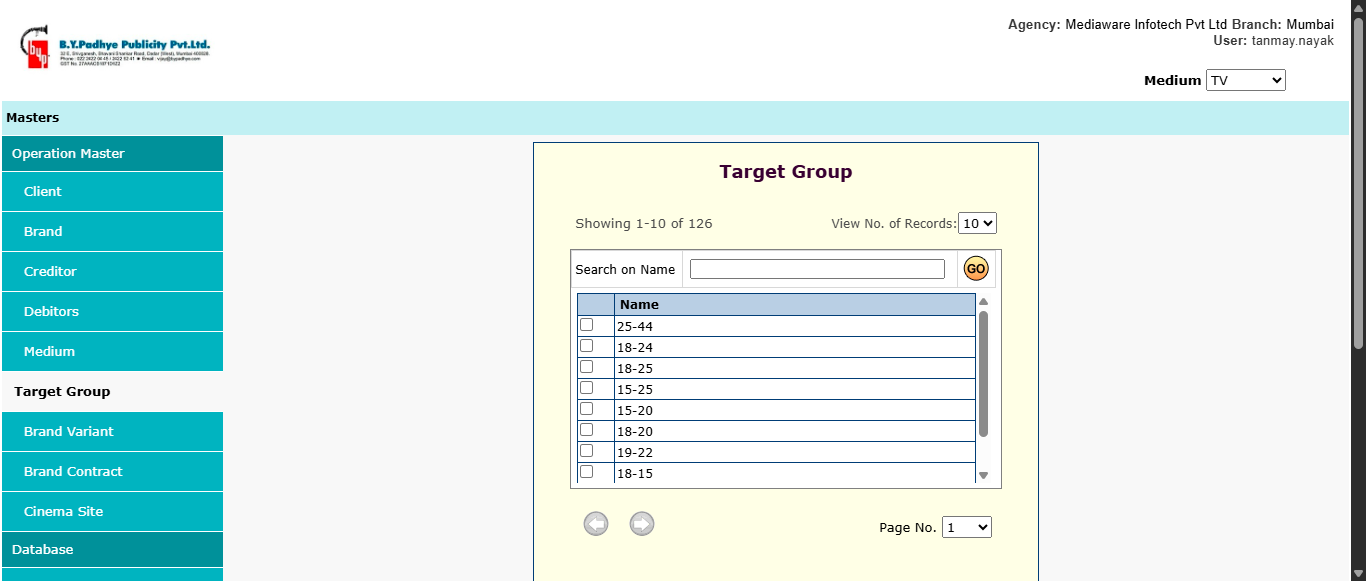 Agency: Mediaware Infotech Pvt Ltd Branch: Mumbai
User: tanmay.nayak
B.Y.Padhye Publicity Pvt.Ltd.
Medium TV
Masters
Operation Master
Client
Brand
Creditor
Debitors
Medium
Target Group
Brand Variant
Brand Contract
Cinema Site
Database
Target Group
Showing 1-10 of 126
View No. of Records: 10
Search on Name
GO
Name
25-44
18-24
18-25
15-25
15-20
18-20
19-22
18-15
Page No. 1